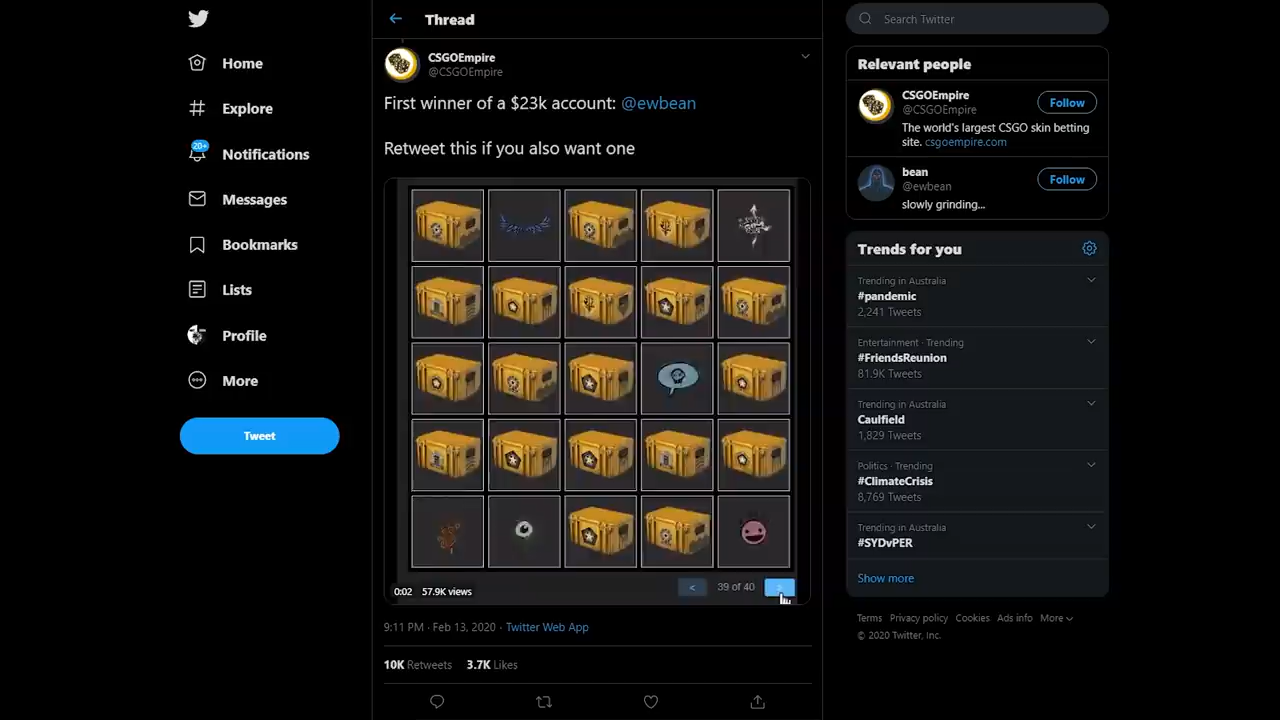 Home
Explore
20+
Notifications
Messages
Bookmarks
Lists
Profile
More
Tweet
Thread
CSGOEmpire
@CSGOEmpire
First winner of a $23k account: @ewbean
Retweet this if you also want one
0:02 57.9K views
< 39 of 40
9:11 PM · Feb 13, 2020 · Twitter Web App
10K Retweets 3.7K Likes
Search Twitter
Relevant people
CSGOEmpire
@CSGOEmpire
Follow
The world's largest CSGO skin betting
site. csgoempire.com
bean
@ewbean
Follow
slowly grinding...
Trends for you
Trending in Australia
#pandemic
2,241 Tweets
Entertainment · Trending
#FriendsReunion
81.9K Tweets
Trending in Australia
Caulfield
1,829 Tweets
Politics · Trending
#ClimateCrisis
8,769 Tweets
Trending in Australia
#SYDvPER
Show more
Terms Privacy policy Cookies Ads info More
© 2020 Twitter, Inc.